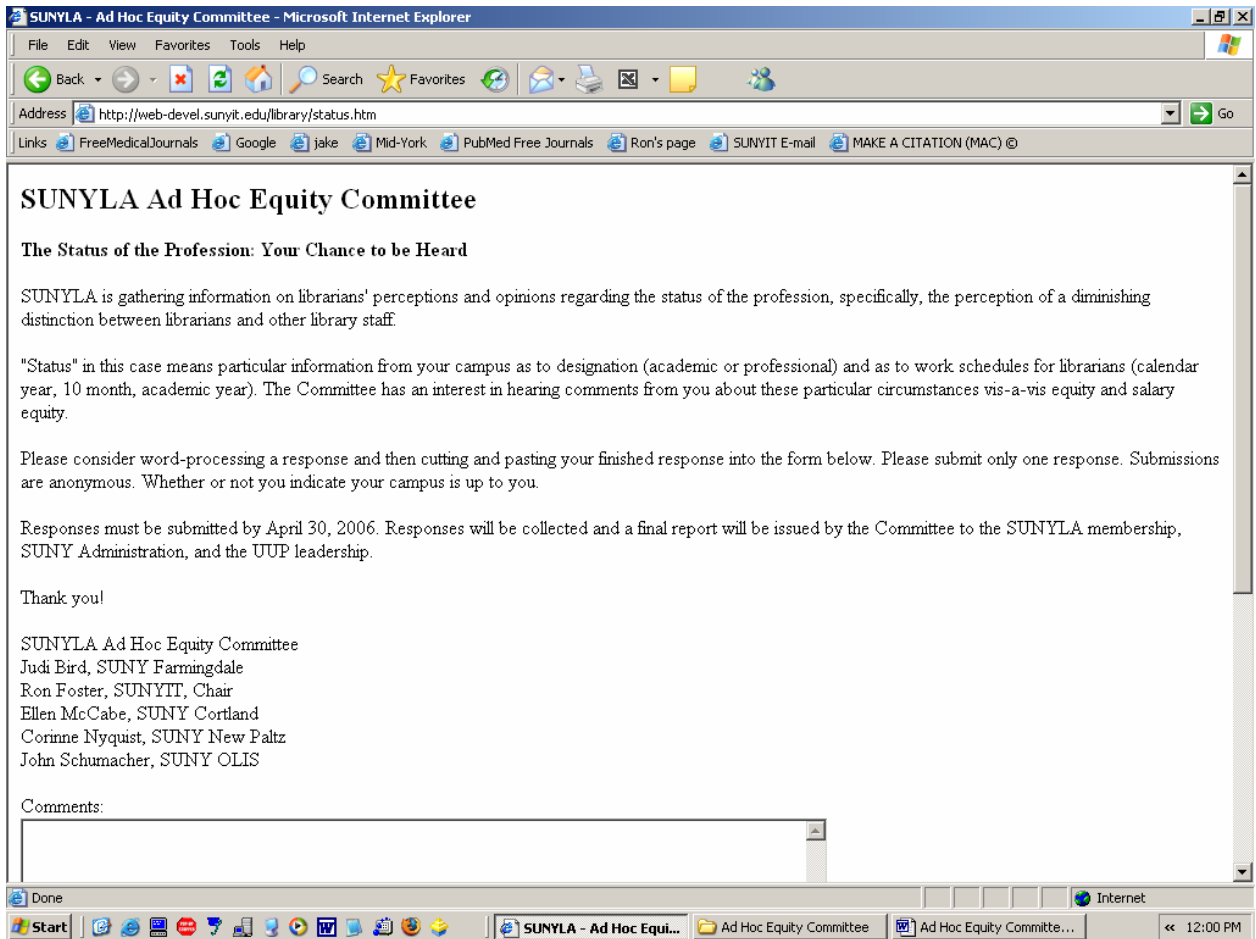 SUNYLA - Ad Hoc Equity Committee - Microsoft Internet Explorer
File Edit View Favorites Tools Help
Back Search Favorites
Address http://web-devel.sunyit.edu/library/status.htm Go
Links FreeMedicalJournals Google jake Mid-York PubMed Free Journals Ron's page SUNYIT E-mail MAKE A CITATION (MAC) ©
SUNYLA Ad Hoc Equity Committee
The Status of the Profession: Your Chance to be Heard
SUNYLA is gathering information on librarians' perceptions and opinions regarding the status of the profession, specifically, the perception of a diminishing
distinction between librarians and other library staff.
"Status" in this case means particular information from your campus as to designation (academic or professional) and as to work schedules for librarians (calendar
year, 10 month, academic year). The Committee has an interest in hearing comments from you about these particular circumstances vis-a-vis equity and salary
equity.
Please consider word-processing a response and then cutting and pasting your finished response into the form below. Please submit only one response. Submissions
are anonymous. Whether or not you indicate your campus is up to you.
Responses must be submitted by April 30, 2006. Responses will be collected and a final report will be issued by the Committee to the SUNYLA membership,
SUNY Administration, and the UUP leadership.
Thank you!
SUNYLA Ad Hoc Equity Committee
Judi Bird, SUNY Farmingdale
Ron Foster, SUNYIT, Chair
Ellen McCabe, SUNY Cortland
Corinne Nyquist, SUNY New Paltz
John Schumacher, SUNY OLIS
Comments:
Done Internet
Start SUNYLA - Ad Hoc Equi... Ad Hoc Equity Committee Ad Hoc Equity Committe... « 12:00 PM